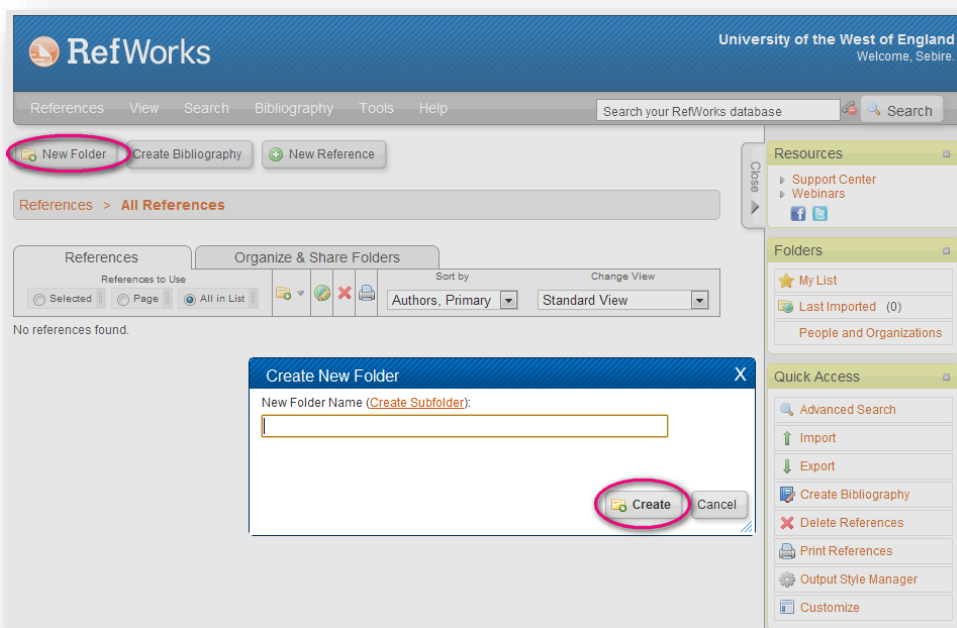 RefWorks
University of the West of England
Welcome, Sebire.
References View Search Bibliography Tools Help
Search your RefWorks database
Search
New Folder
Create Bibliography
New Reference
References > All References
Close
References
Organize & Share Folders
References to Use
Selected
Page
All in List
Sort by
Authors, Primary
Change View
Standard View
No references found.
Create New Folder
X
New Folder Name (Create Subfolder):
Create
Cancel
Resources
Support Center
Webinars
Folders
My List
Last Imported (0)
People and Organizations
Quick Access
Advanced Search
Import
Export
Create Bibliography
Delete References
Print References
Output Style Manager
Customize